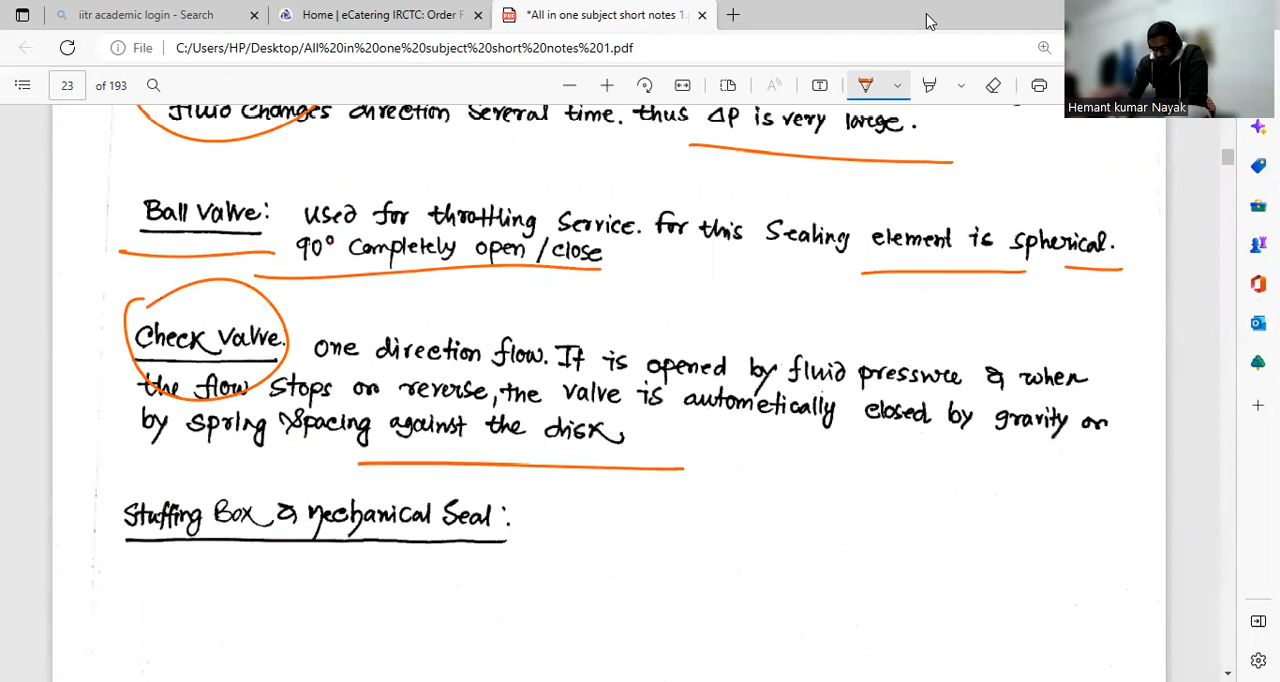 iitr academic login - Search
Home | eCatering IRCTC: Order F
*All in one subject short notes 1.p
File
C:/Users/HP/Desktop/All%20in%20one%20subject%20short%20notes%201.pdf
23 of 193
Hemant kumar Nayak
fluid changes direction several time. thus ΔP is very large.
Ball valve: used for throttling service. for this sealing element is spherical.
90° completely open/close
Check valve. one direction flow. If is opened by fluid pressure & when
the flow stops or reverse, the valve is autometically closed by gravity or
by spring spacing against the disk,
Stuffing Box & Mechanical Seal: